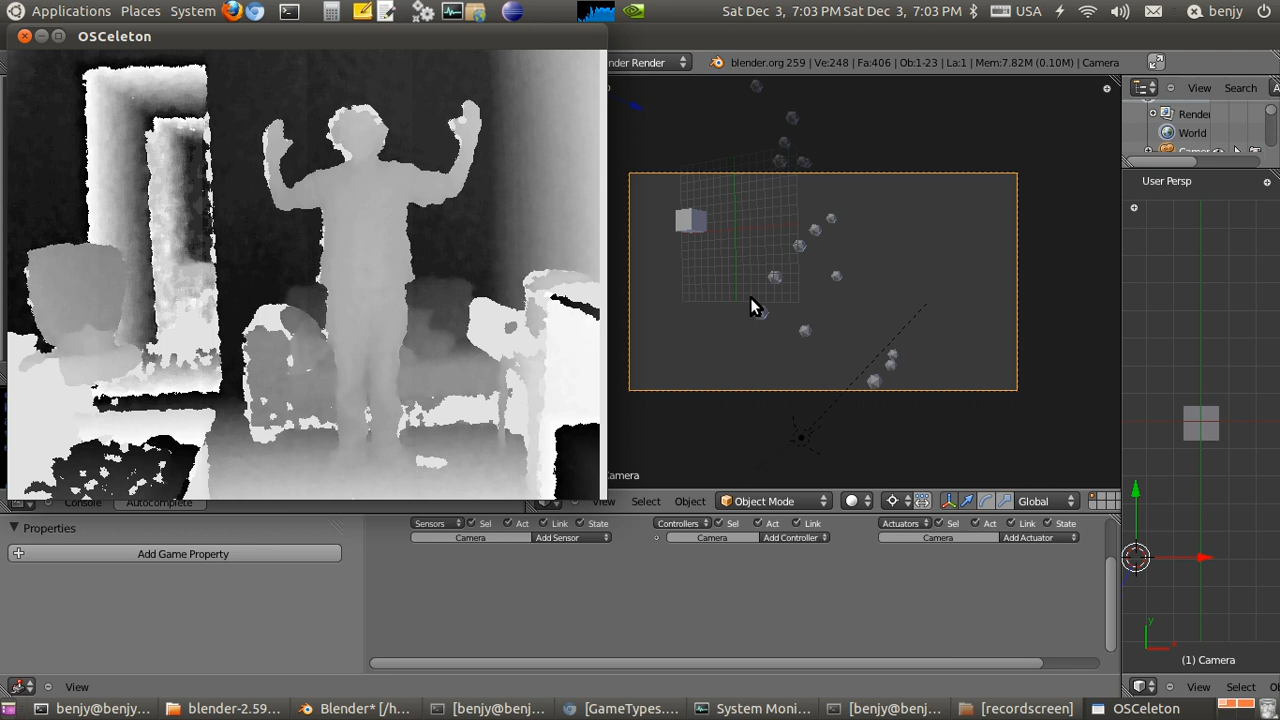 Applications Places System Sat Dec 3, 7:03 PM Sat Dec 3, 7:03 PM USA benjy
OSCeleton
nder Render blender.org 259 | Ve:248 | Fa:406 | Ob:1-23 | La:1 | Mem:7.82M (0.10M) | Camera
View Search
Render
World
Camera
User Persp
amera
Console Autocomplete View Select Object Object Mode Global
Properties Sensors Sel Act Link State Controllers Sel Act Link Actuators Sel Act Link State
Add Game Property Camera Add Sensor Camera Add Controller Camera Add Actuator
y x
(1) Camera
View View Select Ob
benjy@benjy... blender-2.59... Blender* [/h... [benjy@benj... [GameTypes.... System Moni... [benjy@benj... [recordscreen] OSCeleton